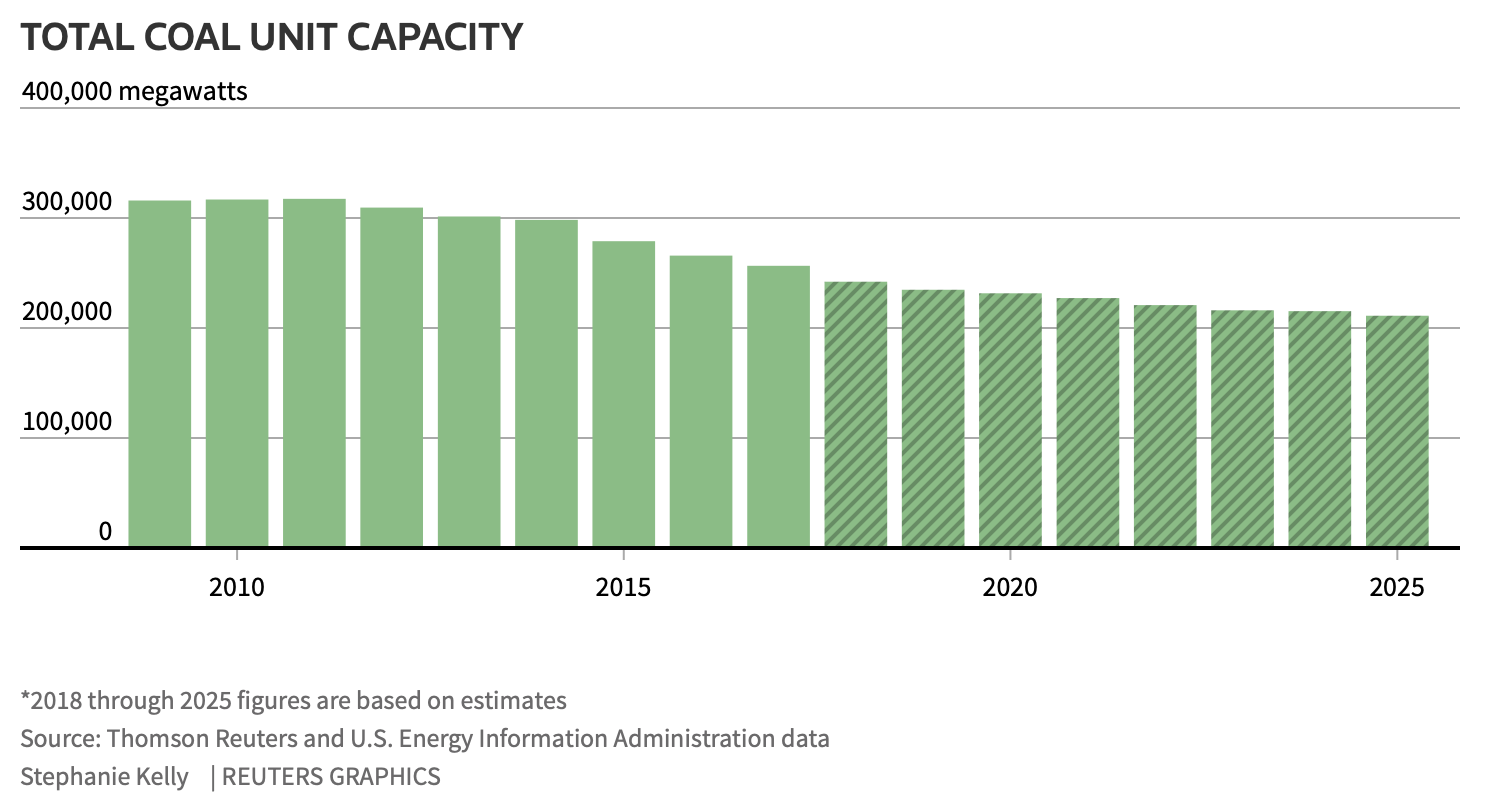 TOTAL COAL UNIT CAPACITY
400,000 megawatts
300,000
200,000
100,000
0
2010 2015 2020 2025
*2018 through 2025 figures are based on estimates
Source: Thomson Reuters and U.S. Energy Information Administration data
Stephanie Kelly | REUTERS GRAPHICS